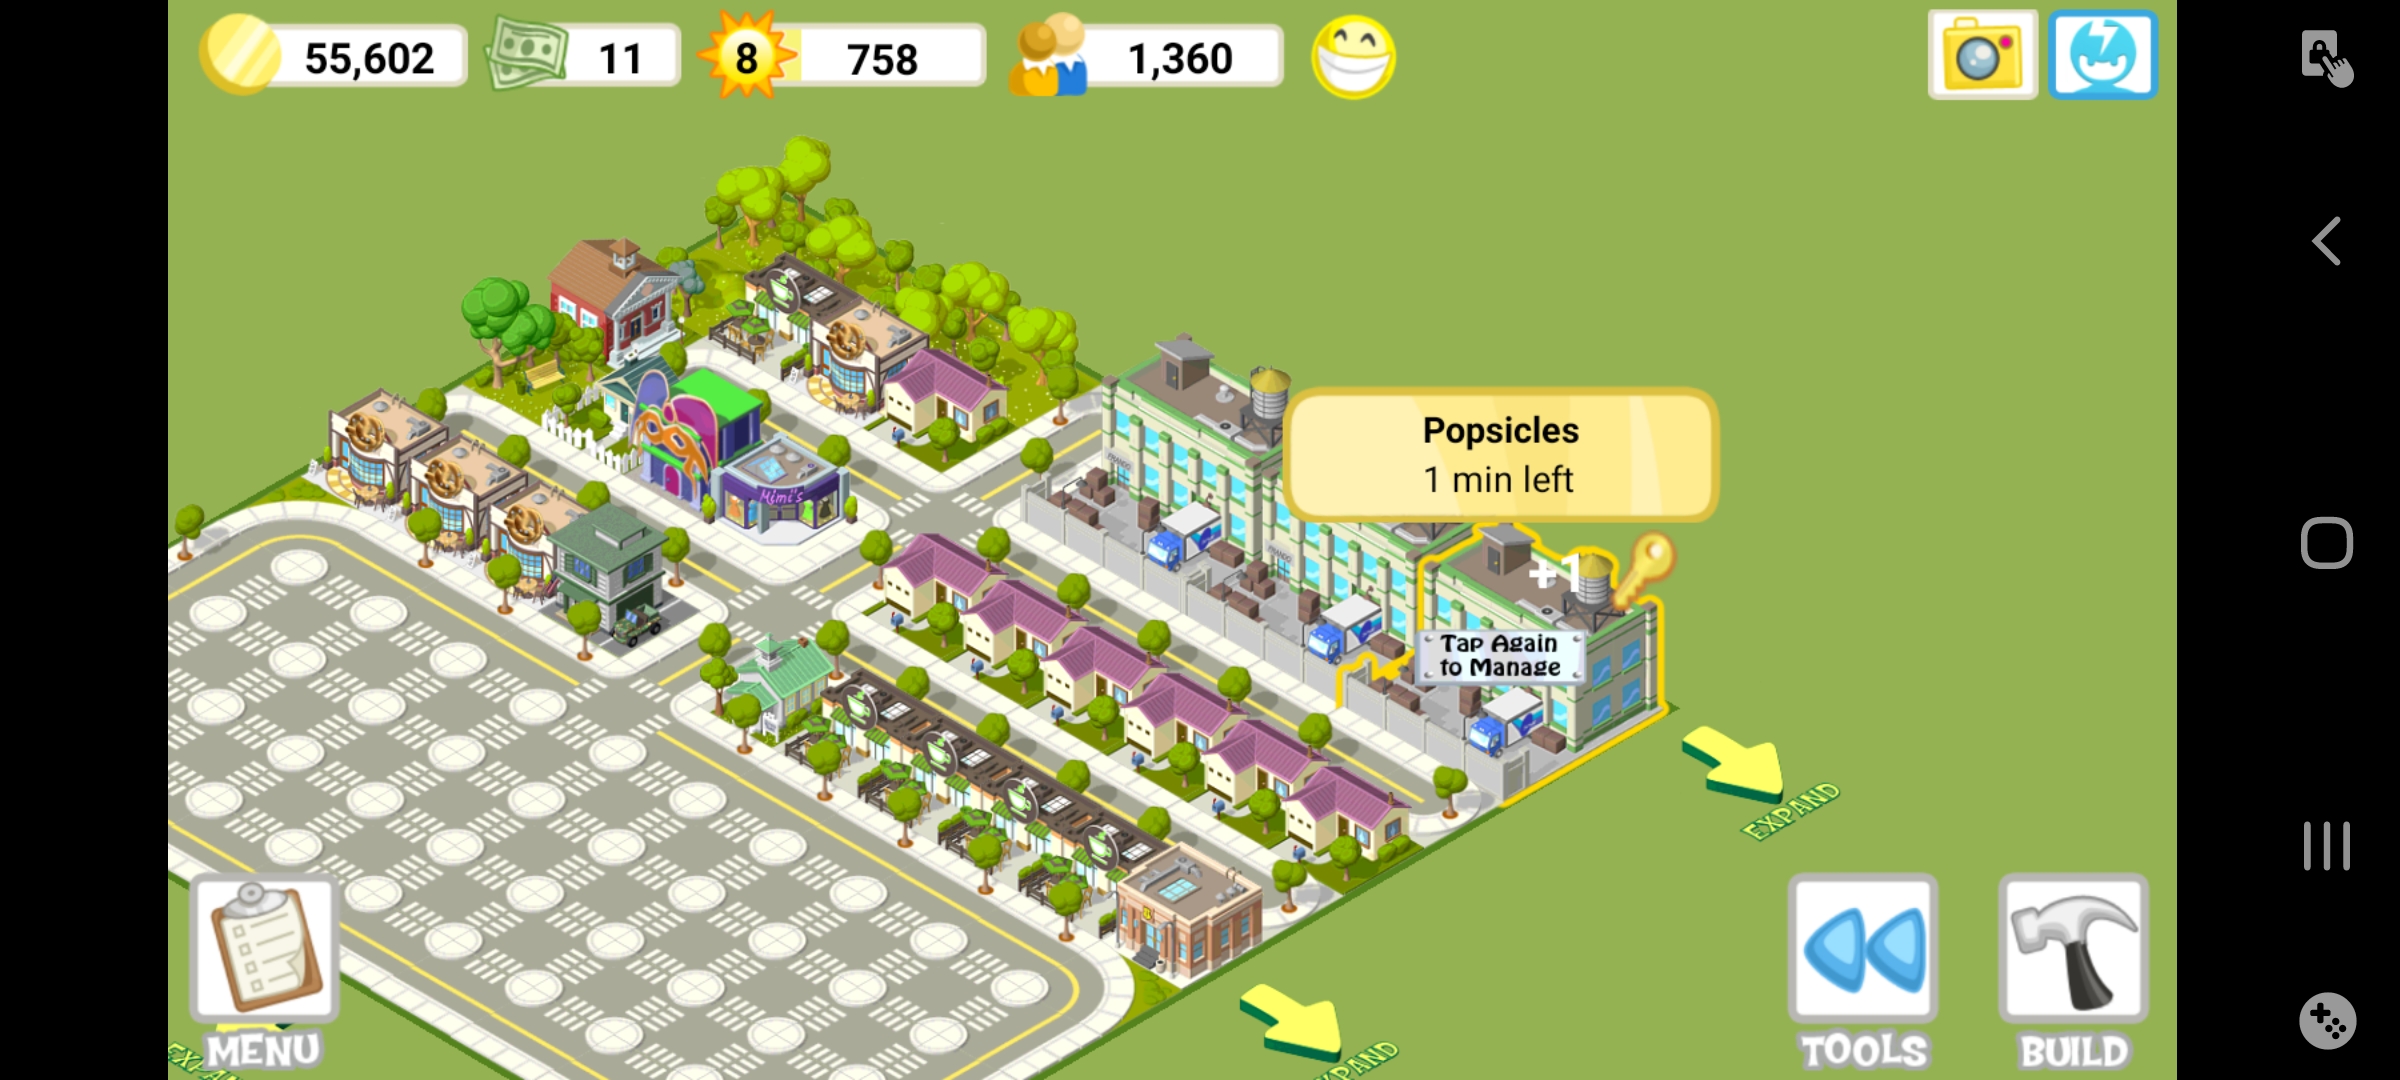 55,602
11
8
758
1,360
Popsicles
1 min left
+1
Tap Again
to Manage
Mimi's
EXPAND
MENU
TOOLS
BUILD